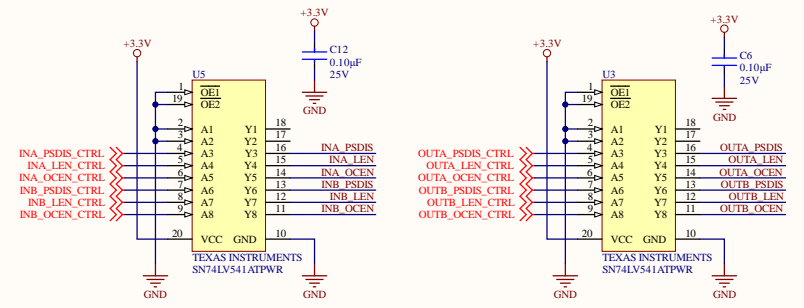 +3.3V
C12
0.10µF
25V
GND
+3.3V
U5
1 OE1
19 OE2
2 A1 Y1 18
3 A2 Y2 17
INA_PSDIS_CTRL 4 A3 Y3 16 INA_PSDIS
INA_LEN_CTRL 5 A4 Y4 15 INA_LEN
INA_OCEN_CTRL 6 A5 Y5 14 INA_OCEN
INB_PSDIS_CTRL 7 A6 Y6 13 INB_PSDIS
INB_LEN_CTRL 8 A7 Y7 12 INB_LEN
INB_OCEN_CTRL 9 A8 Y8 11 INB_OCEN
20 VCC GND 10
TEXAS INSTRUMENTS
SN74LV541ATPWR
GND
GND
+3.3V
C6
0.10µF
25V
GND
+3.3V
U3
1 OE1
19 OE2
2 A1 Y1 18
3 A2 Y2 17
OUTA_PSDIS_CTRL 4 A3 Y3 16 OUTA_PSDIS
OUTA_LEN_CTRL 5 A4 Y4 15 OUTA_LEN
OUTA_OCEN_CTRL 6 A5 Y5 14 OUTA_OCEN
OUTB_PSDIS_CTRL 7 A6 Y6 13 OUTB_PSDIS
OUTB_LEN_CTRL 8 A7 Y7 12 OUTB_LEN
OUTB_OCEN_CTRL 9 A8 Y8 11 OUTB_OCEN
20 VCC GND 10
TEXAS INSTRUMENTS
SN74LV541ATPWR
GND
GND